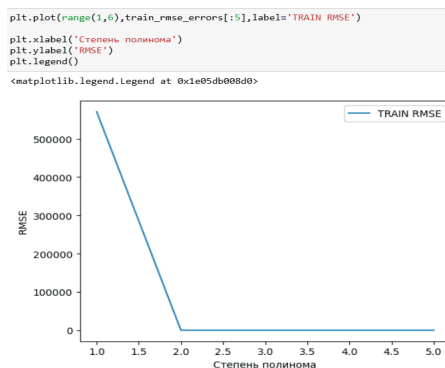 plt.plot(range(1,6),train_rmse_errors[:5],label='TRAIN RMSE')
plt.xlabel('Степень полинома')
plt.ylabel('RMSE')
plt.legend()
<matplotlib.legend.Legend at 0x1e05db008d0>
TRAIN RMSE
500000
400000
300000
200000
100000
0
RMSE
1.0 1.5 2.0 2.5 3.0 3.5 4.0 4.5 5.0
Степень полинома